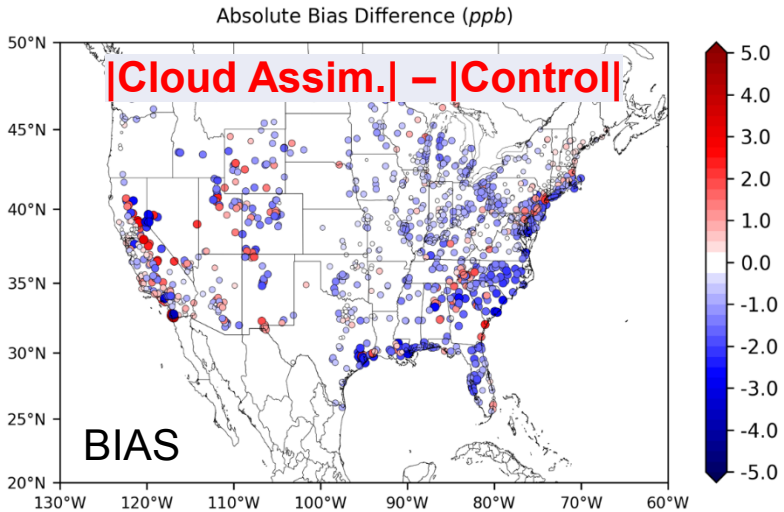 Absolute Bias Difference (ppb)
|Cloud Assim.| – |Control|
50°N
45°N
40°N
35°N
30°N
25°N
20°N
BIAS
130°W 120°W 110°W 100°W 90°W 80°W 70°W 60°W
5.0
4.0
3.0
2.0
1.0
0.0
-1.0
-2.0
-3.0
-4.0
-5.0